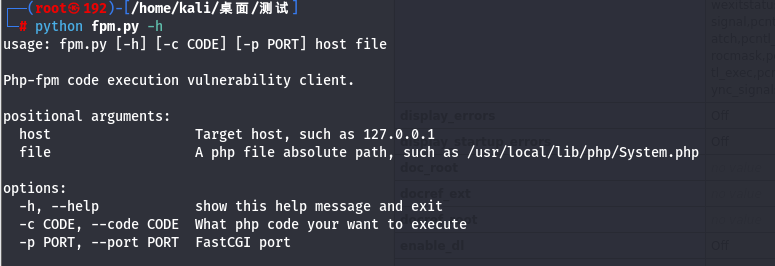 ┌──(root㉿192)-[/home/kali/桌面/测试]
└─# python fpm.py -h
usage: fpm.py [-h] [-c CODE] [-p PORT] host file
Php-fpm code execution vulnerability client.
positional arguments:
host Target host, such as 127.0.0.1
file A php file absolute path, such as /usr/local/lib/php/System.php
options:
-h, --help show this help message and exit
-c CODE, --code CODE What php code your want to execute
-p PORT, --port PORT FastCGI port
display_errors Off
display_startup_errors Off
doc_root
docref_ext
enable_dl Off